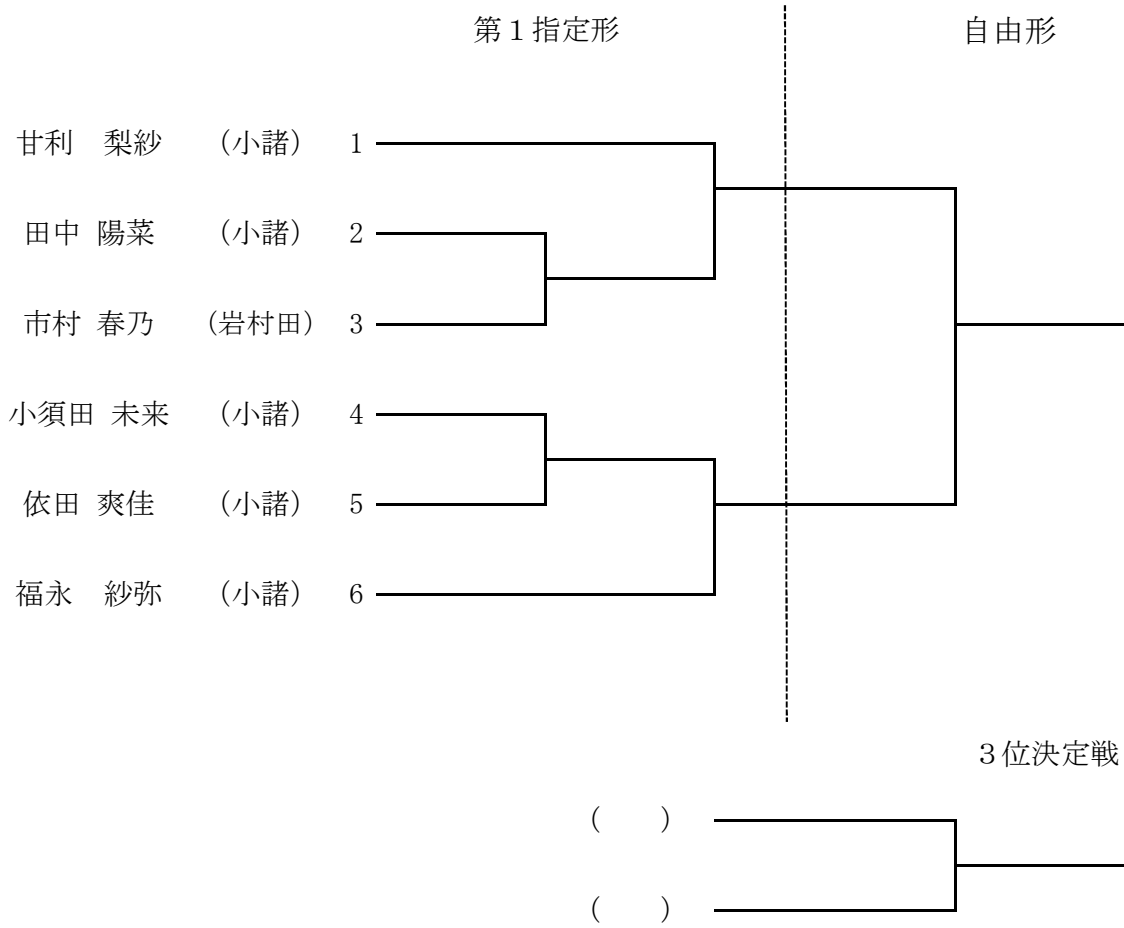 第１指定形 自由形
甘利　梨紗 （小諸） 1
田中 陽菜 （小諸） 2
市村 春乃 （岩村田） 3
小須田 未来 （小諸） 4
依田 爽佳 （小諸） 5
福永　紗弥 （小諸） 6
３位決定戦
（　　）
（　　）